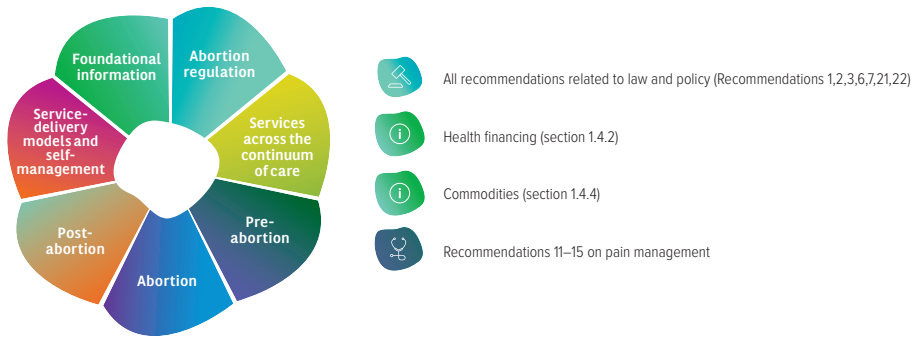 Foundational
information
Abortion
regulation
Services
across the
continuum
of care
Pre-
abortion
Abortion
Post-
abortion
Service-
delivery
models and
self-
management
All recommendations related to law and policy (Recommendations 1,2,3,6,7,21,22)
Health financing (section 1.4.2)
Commodities (section 1.4.4)
Recommendations 11–15 on pain management